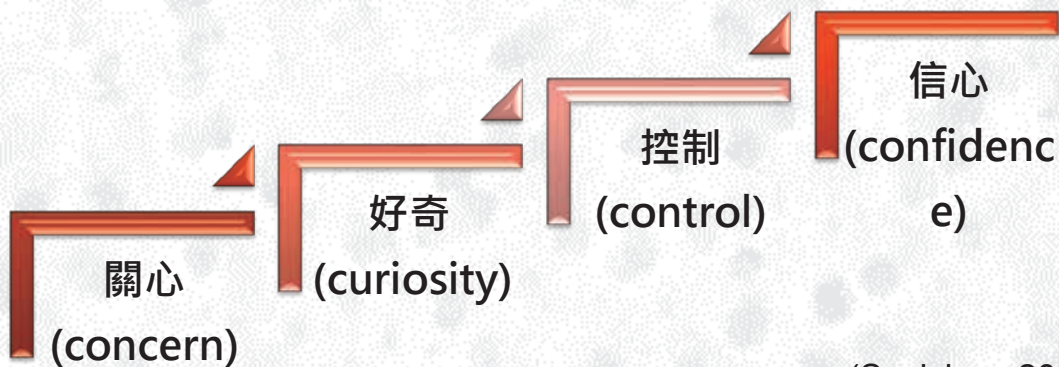 關心
(concern)
好奇
(curiosity)
控制
(control)
信心
(confidenc
e)